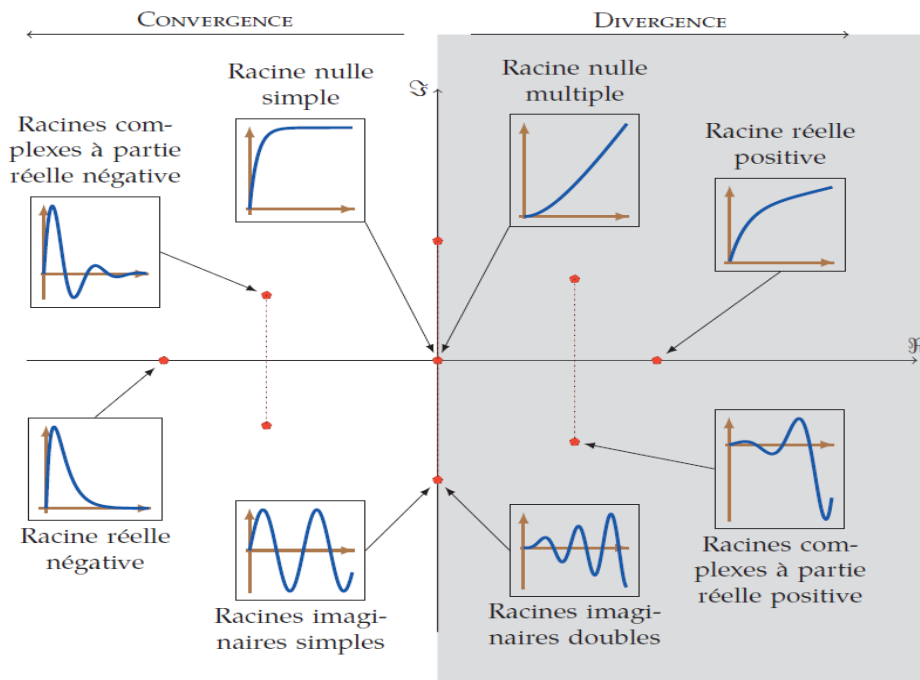 CONVERGENCE
DIVERGENCE
Racine nulle
simple
ℑ
Racine nulle
multiple
Racines com-
plexes à partie
réelle négative
Racine réelle
positive
ℜ
Racine réelle
négative
Racines imagi-
naires simples
Racines imagi-
naires doubles
Racines com-
plexes à partie
réelle positive